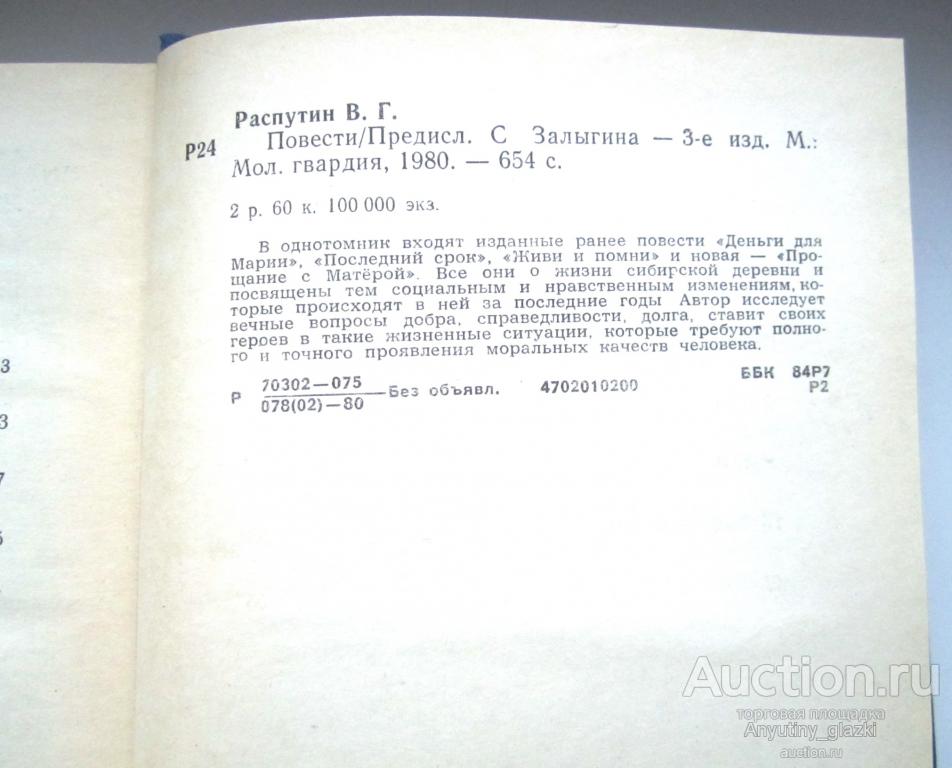 Распутин В. Г.
Р24 Повести/Предисл. С Залыгина — 3-е изд. М.:
Мол. гвардия, 1980. — 654 с.
2 р. 60 к. 100 000 экз.
В однотомник входят изданные ранее повести «Деньги для
Марии», «Последний срок», «Живи и помни» и новая — «Про-
щание с Матёрой». Все они о жизни сибирской деревни и
посвящены тем социальным и нравственным изменениям, ко-
торые происходят в ней за последние годы Автор исследует
вечные вопросы добра, справедливости, долга, ставит своих
героев в такие жизненные ситуации, которые требуют полно-
го и точного проявления моральных качеств человека.
Р 70302—075
078(02)—80 Без объявл. 4702010200
ББК 84Р7
Р2
3
3
7
Auction.ru
торговая площадка
Anyutiny_glazki
auction.ru